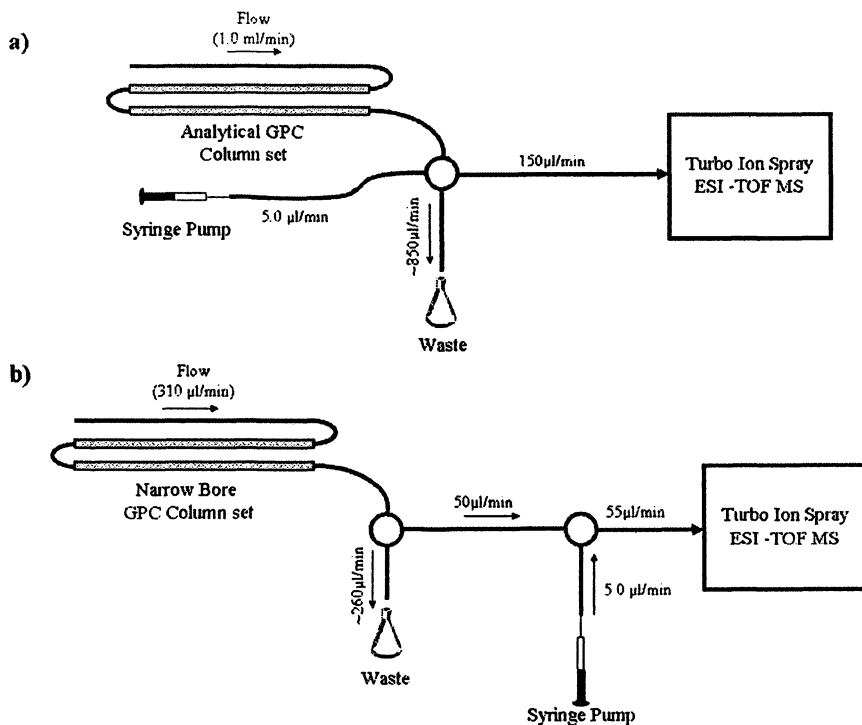 a)
Flow
(1.0 ml/min)
Analytical GPC
Column set
Syringe Pump
5.0 µl/min
150µl/min
~850µl/min
Waste
Turbo Ion Spray
ESI -TOF MS
b)
Flow
(310 µl/min)
Narrow Bore
GPC Column set
~260µl/min
Waste
50µl/min
55µl/min
5.0 µl/min
Syringe Pump
Turbo Ion Spray
ESI -TOF MS